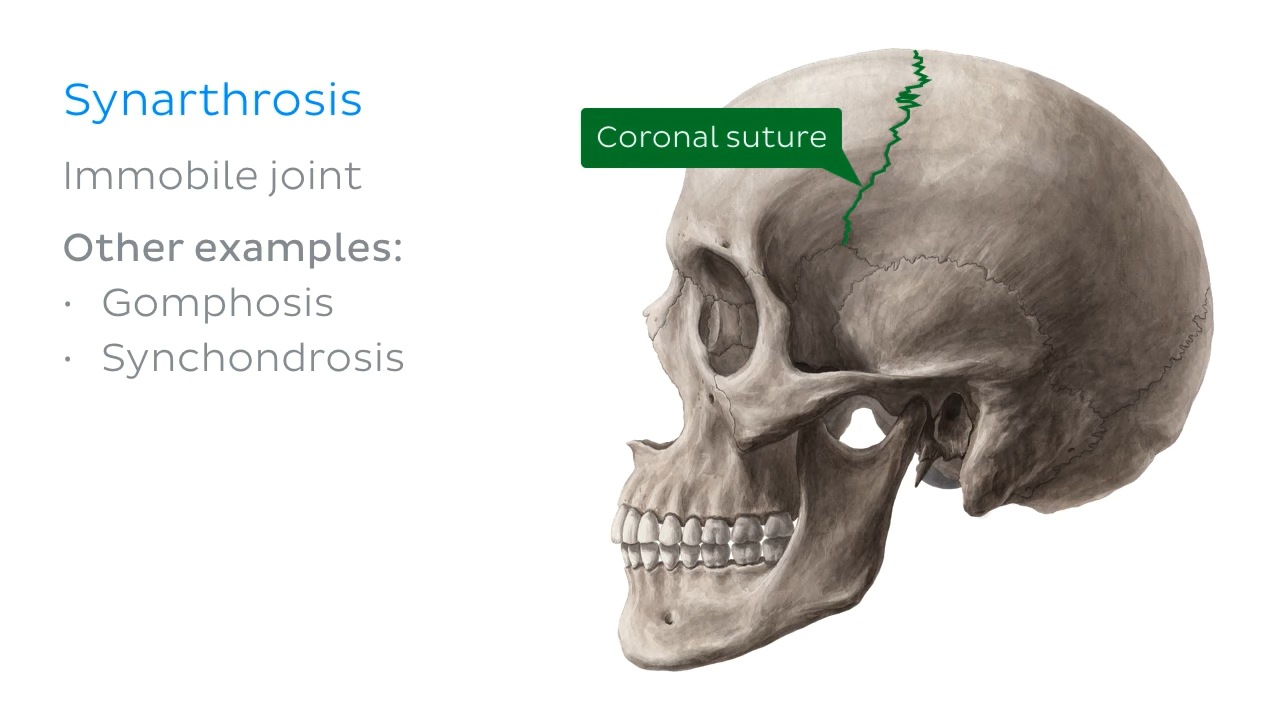 Synarthrosis
Immobile joint
Other examples:
· Gomphosis
· Synchondrosis
Coronal suture